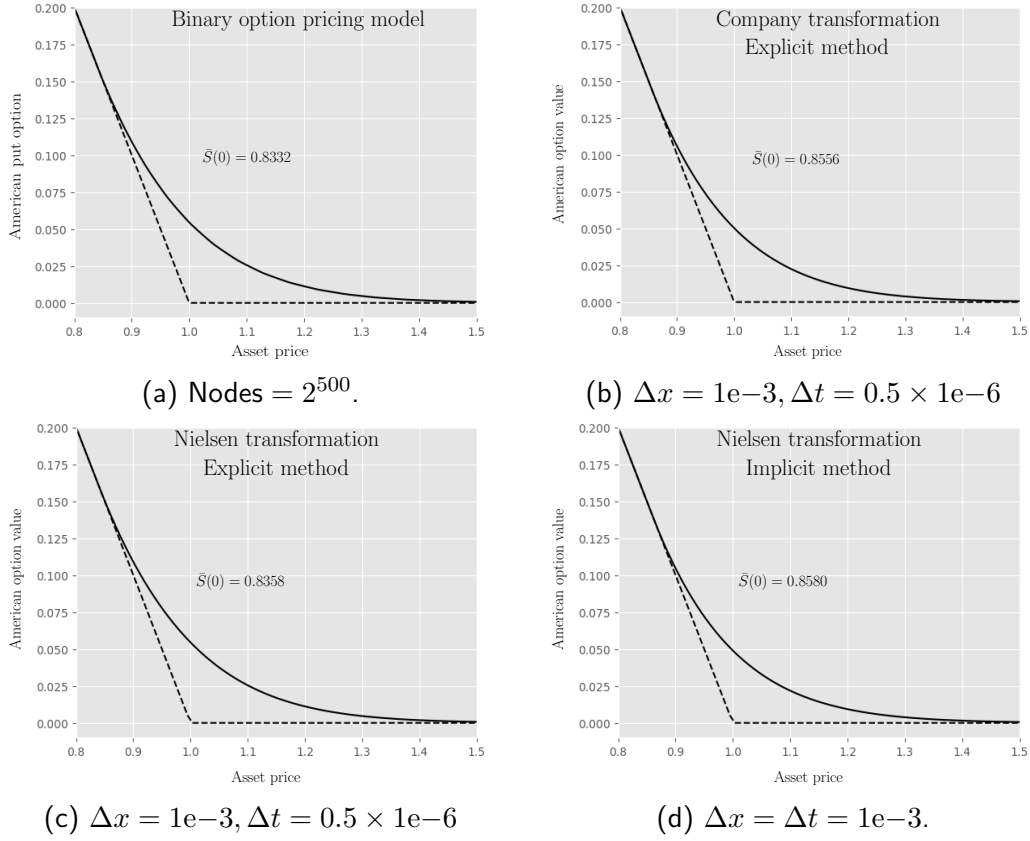 Binary option pricing model
American put option
0.200
0.175
0.150
0.125
0.100
0.075
0.050
0.025
0.000
S̄(0) = 0.8332
0.8 0.9 1.0 1.1 1.2 1.3 1.4 1.5
Asset price
(a) Nodes = 2^500.
Company transformation
Explicit method
American option value
0.200
0.175
0.150
0.125
0.100
0.075
0.050
0.025
0.000
S̄(0) = 0.8556
0.8 0.9 1.0 1.1 1.2 1.3 1.4 1.5
Asset price
(b) Δx = 1e−3, Δt = 0.5 × 1e−6
Nielsen transformation
Explicit method
American option value
0.200
0.175
0.150
0.125
0.100
0.075
0.050
0.025
0.000
S̄(0) = 0.8358
0.8 0.9 1.0 1.1 1.2 1.3 1.4 1.5
Asset price
(c) Δx = 1e−3, Δt = 0.5 × 1e−6
Nielsen transformation
Implicit method
American option value
0.200
0.175
0.150
0.125
0.100
0.075
0.050
0.025
0.000
S̄(0) = 0.8580
0.8 0.9 1.0 1.1 1.2 1.3 1.4 1.5
Asset price
(d) Δx = Δt = 1e−3.